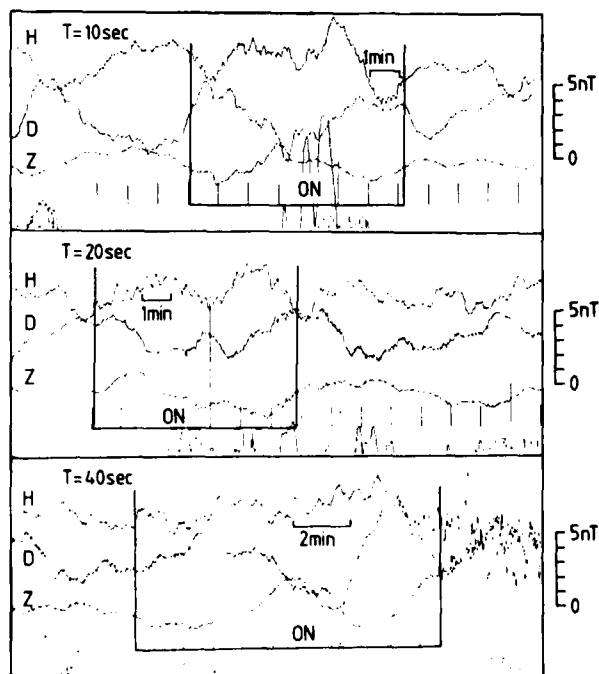 T=10sec
H
1min
5nT
D
0
Z
ON
T=20sec
H
1min
D
5nT
Z
0
ON
T=40sec
H
2min
5nT
D
Z
0
ON